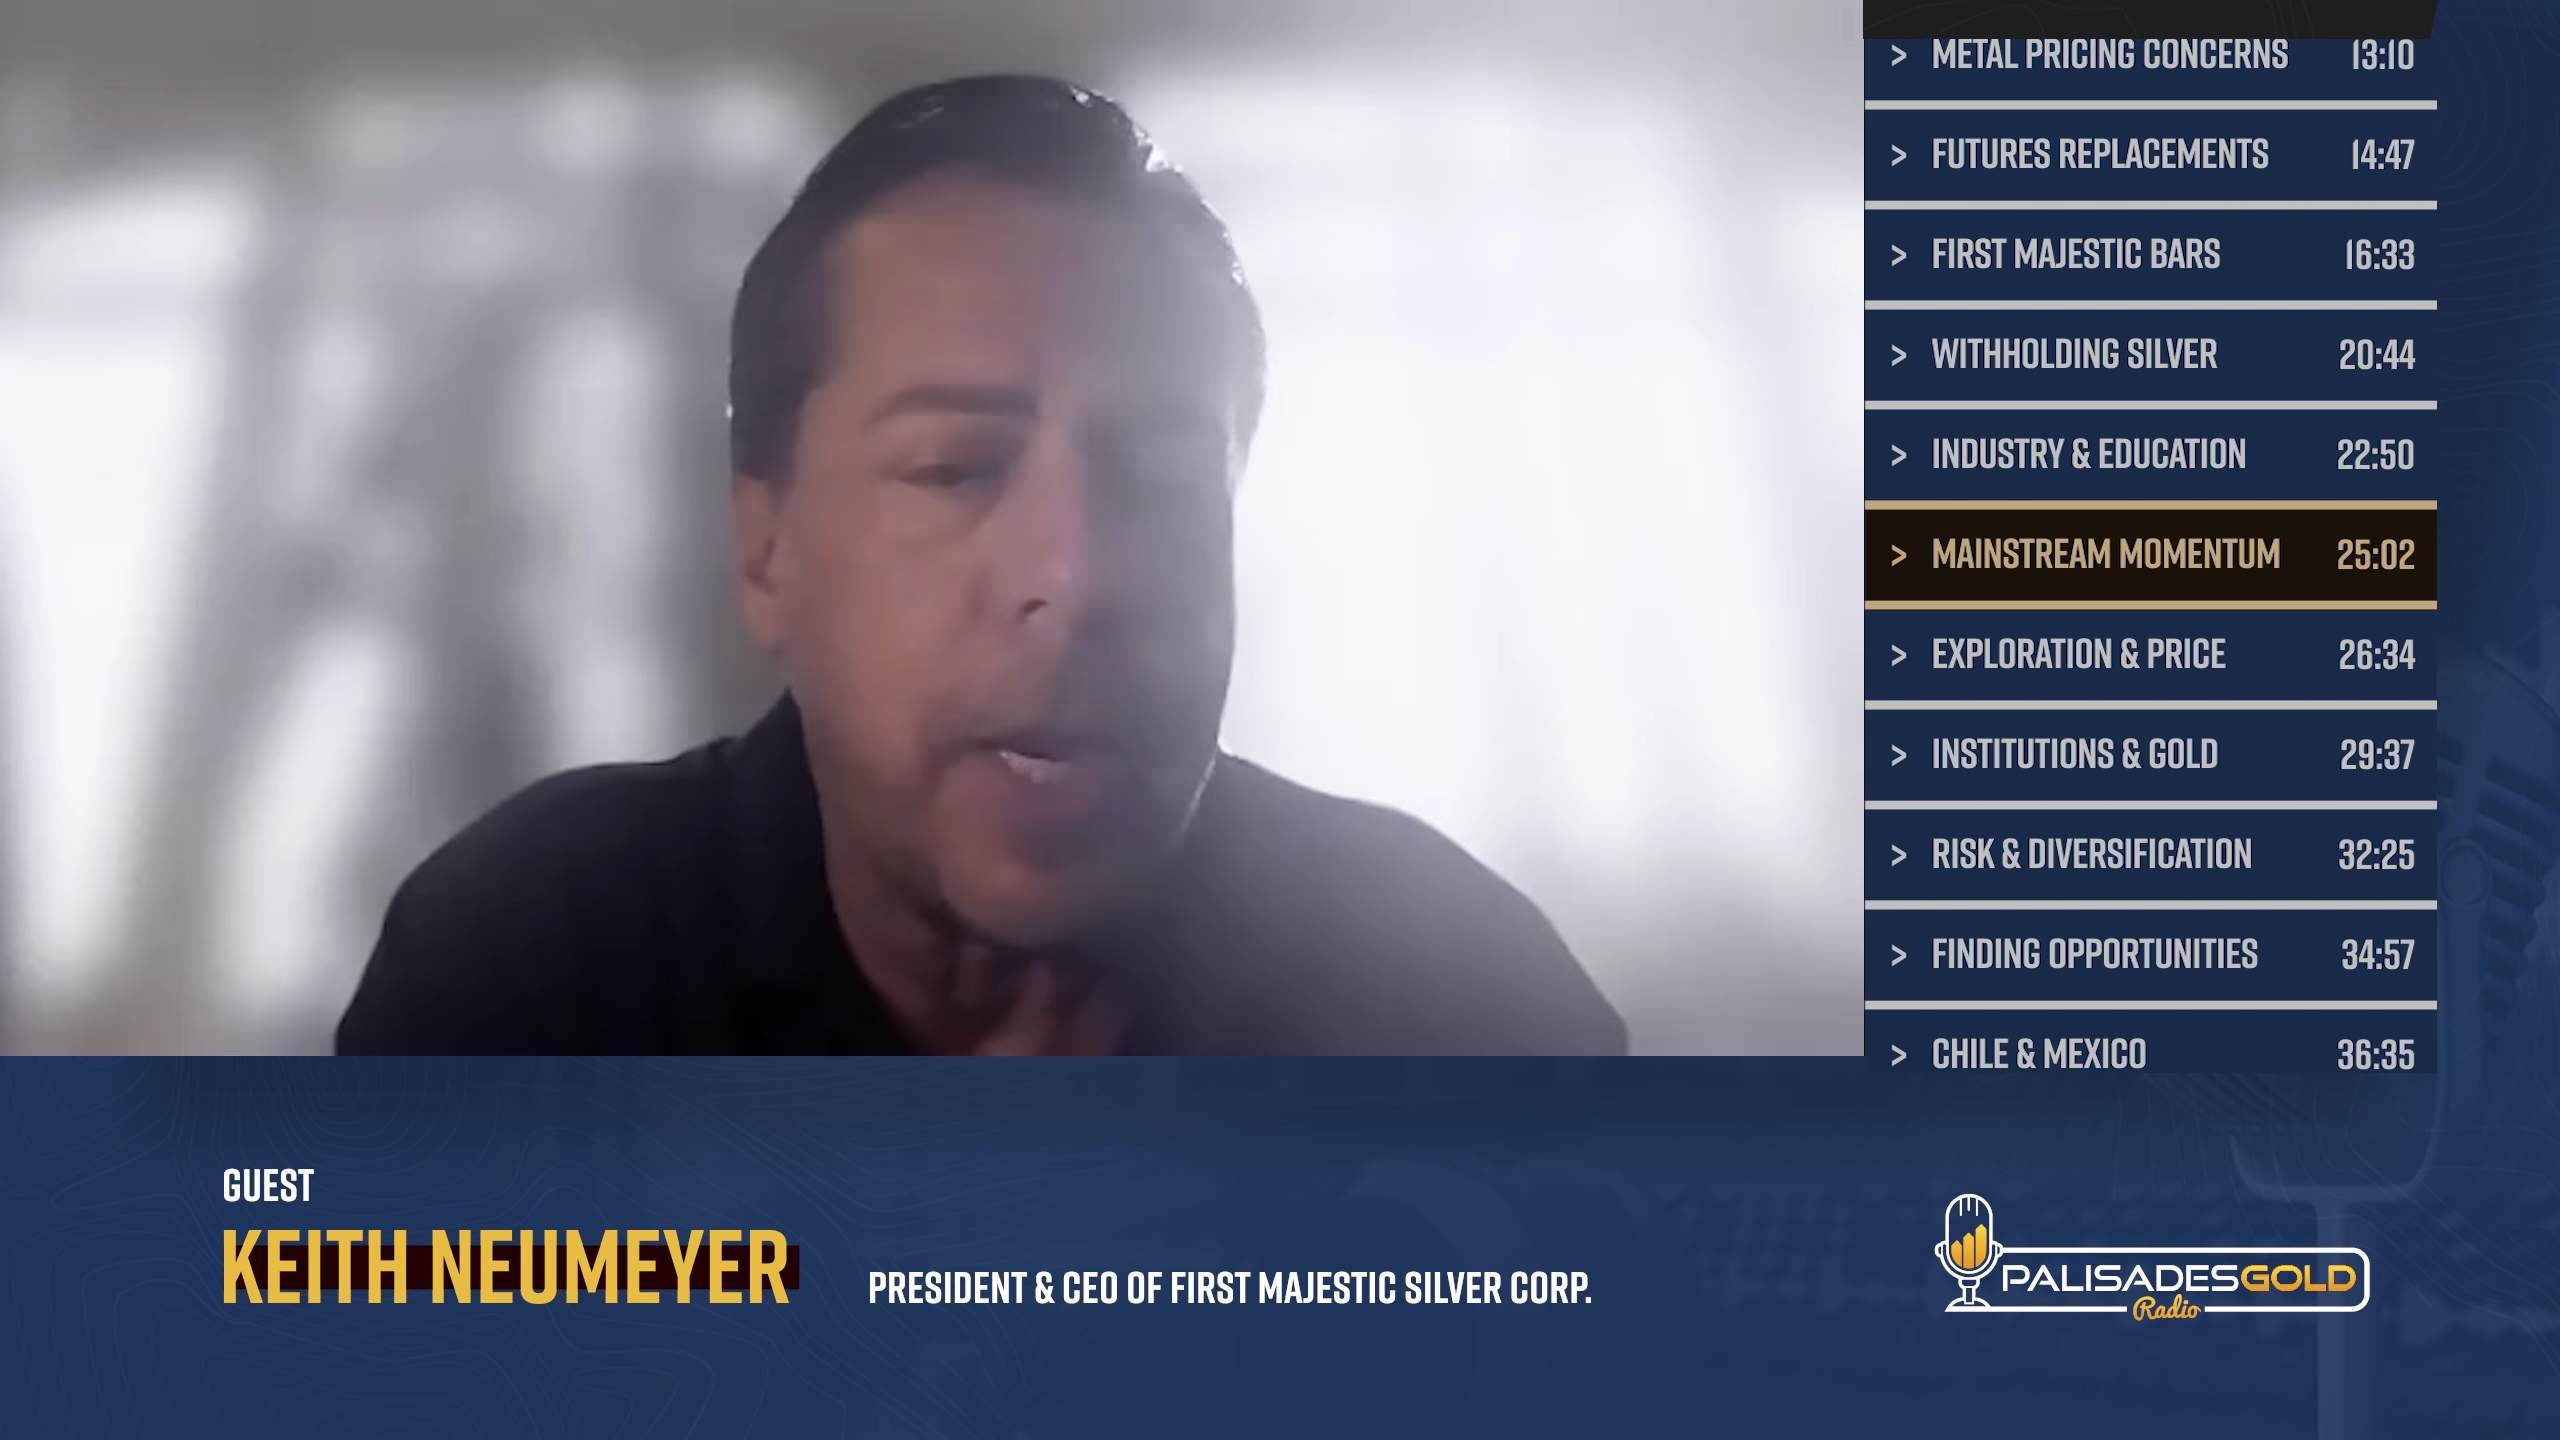 > METAL PRICING CONCERNS 13:10
> FUTURES REPLACEMENTS 14:47
> FIRST MAJESTIC BARS 16:33
> WITHHOLDING SILVER 20:44
> INDUSTRY & EDUCATION 22:50
> MAINSTREAM MOMENTUM 25:02
> EXPLORATION & PRICE 26:34
> INSTITUTIONS & GOLD 29:37
> RISK & DIVERSIFICATION 32:25
> FINDING OPPORTUNITIES 34:57
> CHILE & MEXICO 36:35
GUEST
KEITH NEUMEYER
PRESIDENT & CEO OF FIRST MAJESTIC SILVER CORP.
PALISADESGOLD
Radio